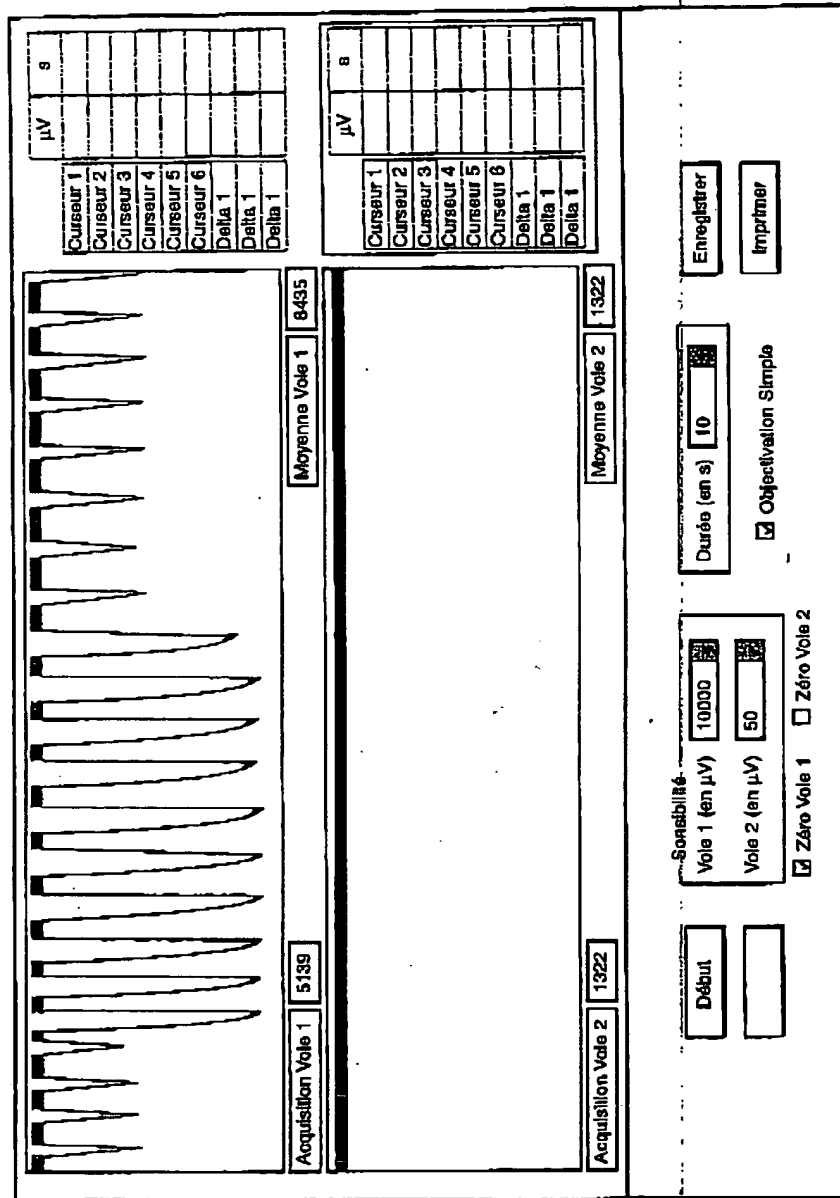 µV s
Curseur 1
Curseur 2
Curseur 3
Curseur 4
Curseur 5
Curseur 6
Delta 1
Delta 1
Delta 1
Acquisition Voie 1 5139 Moyenne Voie 1 8435
µV s
Curseur 1
Curseur 2
Curseur 3
Curseur 4
Curseur 5
Curseur 6
Delta 1
Delta 1
Delta 1
Acquisition Voie 2 1322 Moyenne Voie 2 1322
Début
Sensibilité
Voie 1 (en µV) 10000
Voie 2 (en µV) 50
Zéro Voie 1 Zéro Voie 2
Durée (en s) 10
Objectivation Simple
Enregistrer
Imprimer